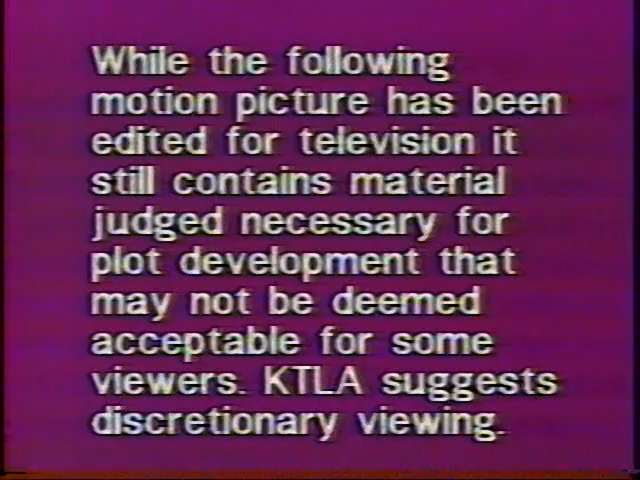 While the following
motion picture has been
edited for television it
still contains material
judged necessary for
plot development that
may not be deemed
acceptable for some
viewers. KTLA suggests
discretionary viewing.